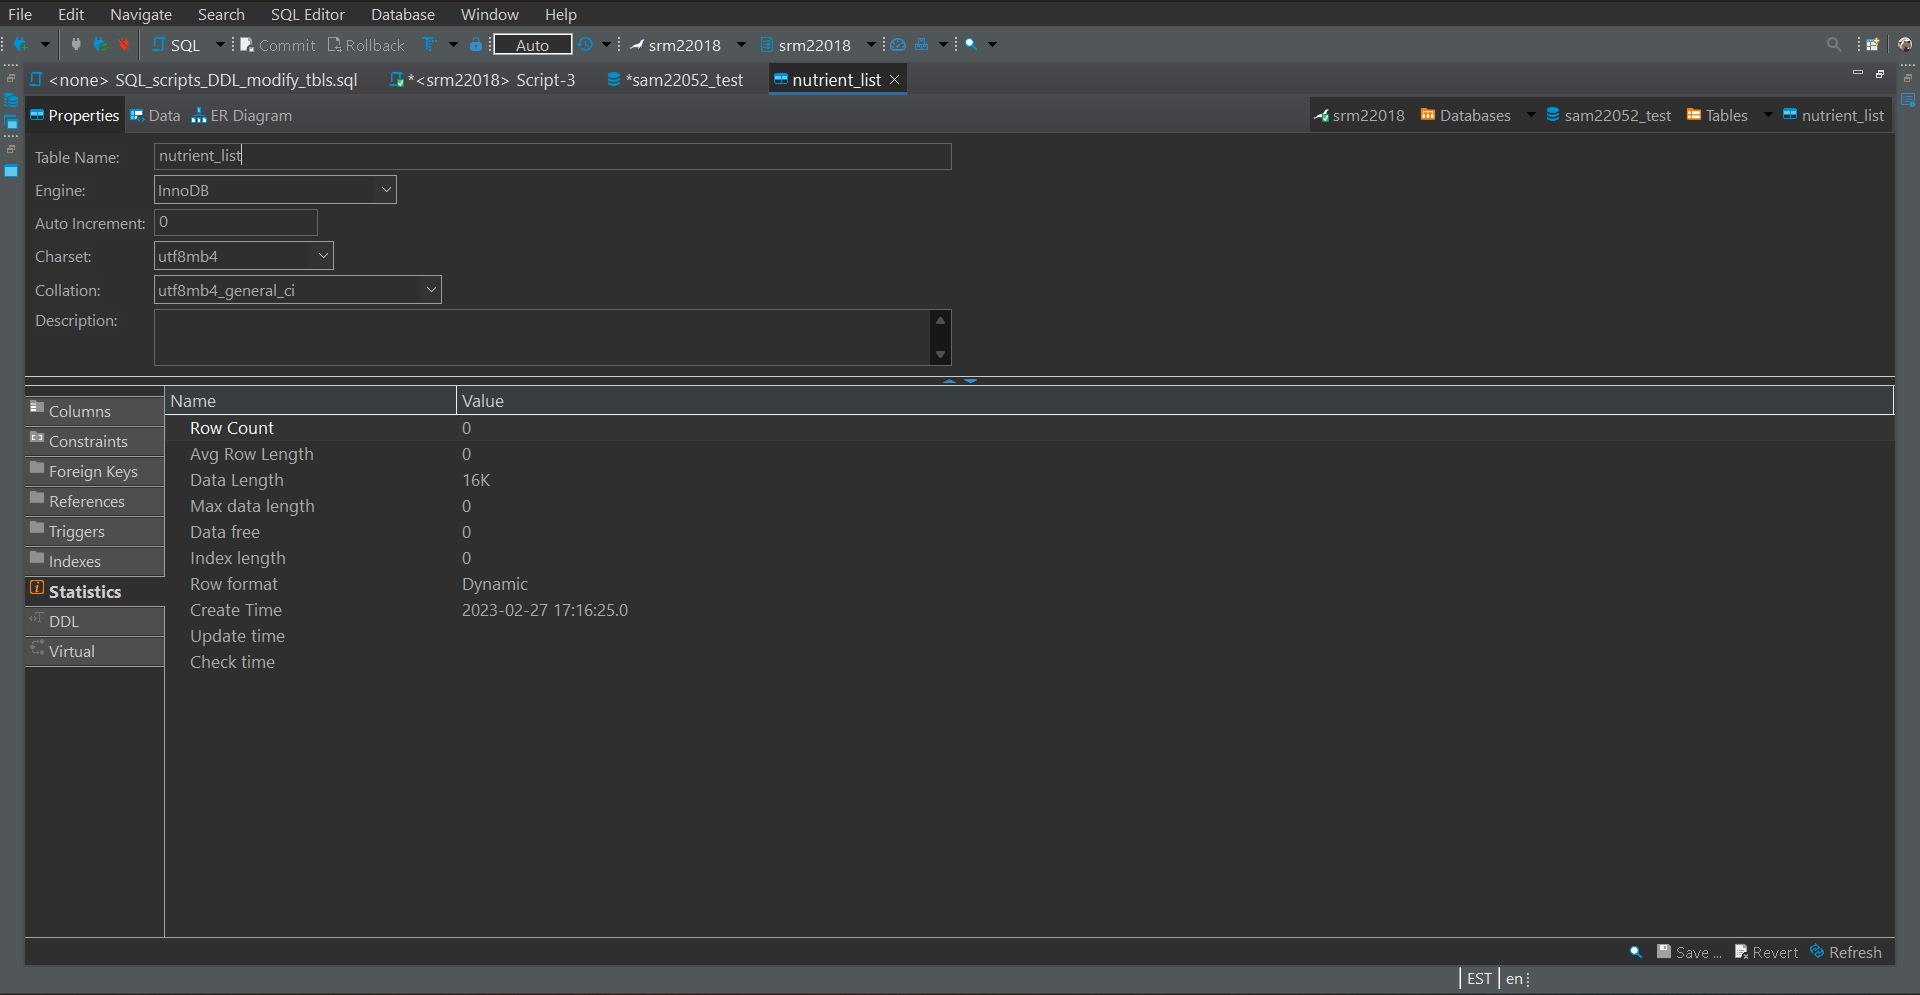 File Edit Navigate Search SQL Editor Database Window Help
SQL Commit Rollback Auto srm22018 srm22018
<none> SQL_scripts_DDL_modify_tbls.sql *<srm22018> Script-3 *sam22052_test nutrient_list
Properties Data ER Diagram srm22018 Databases sam22052_test Tables nutrient_list
Table Name: nutrient_list
Engine: InnoDB
Auto Increment: 0
Charset: utf8mb4
Collation: utf8mb4_general_ci
Description:
Columns
Constraints
Foreign Keys
References
Triggers
Indexes
Statistics
DDL
Virtual
Name Value
Row Count 0
Avg Row Length 0
Data Length 16K
Max data length 0
Data free 0
Index length 0
Row format Dynamic
Create Time 2023-02-27 17:16:25.0
Update time
Check time
Save ... Revert Refresh
EST en